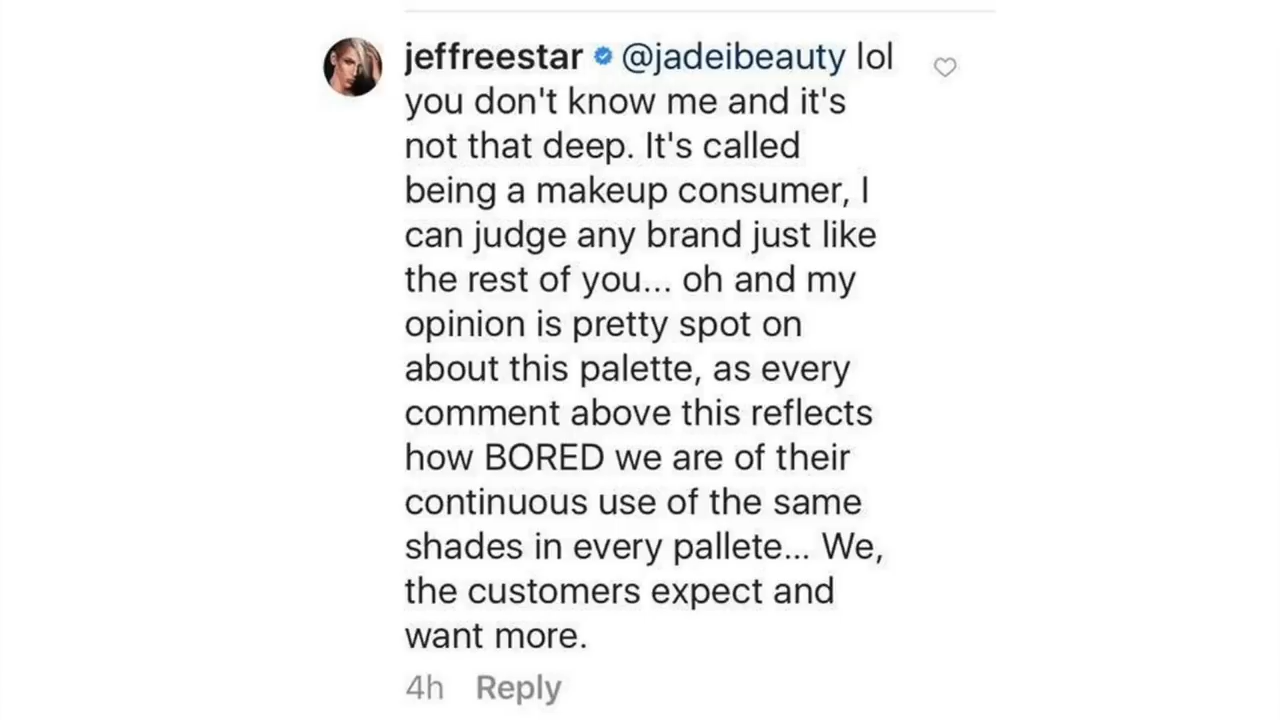 jeffreestar @jadeibeauty lol
you don't know me and it's
not that deep. It's called
being a makeup consumer, I
can judge any brand just like
the rest of you... oh and my
opinion is pretty spot on
about this palette, as every
comment above this reflects
how BORED we are of their
continuous use of the same
shades in every pallete... We,
the customers expect and
want more.
4h Reply